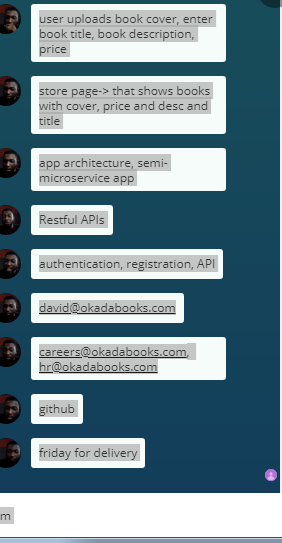 user uploads book cover, enter
book title, book description,
price
store page-> that shows books
with cover, price and desc and
title
app architecture, semi-
microservice app
Restful APIs
authentication, registration, API
david@okadabooks.com
careers@okadabooks.com,
hr@okadabooks.com
github
friday for delivery
m